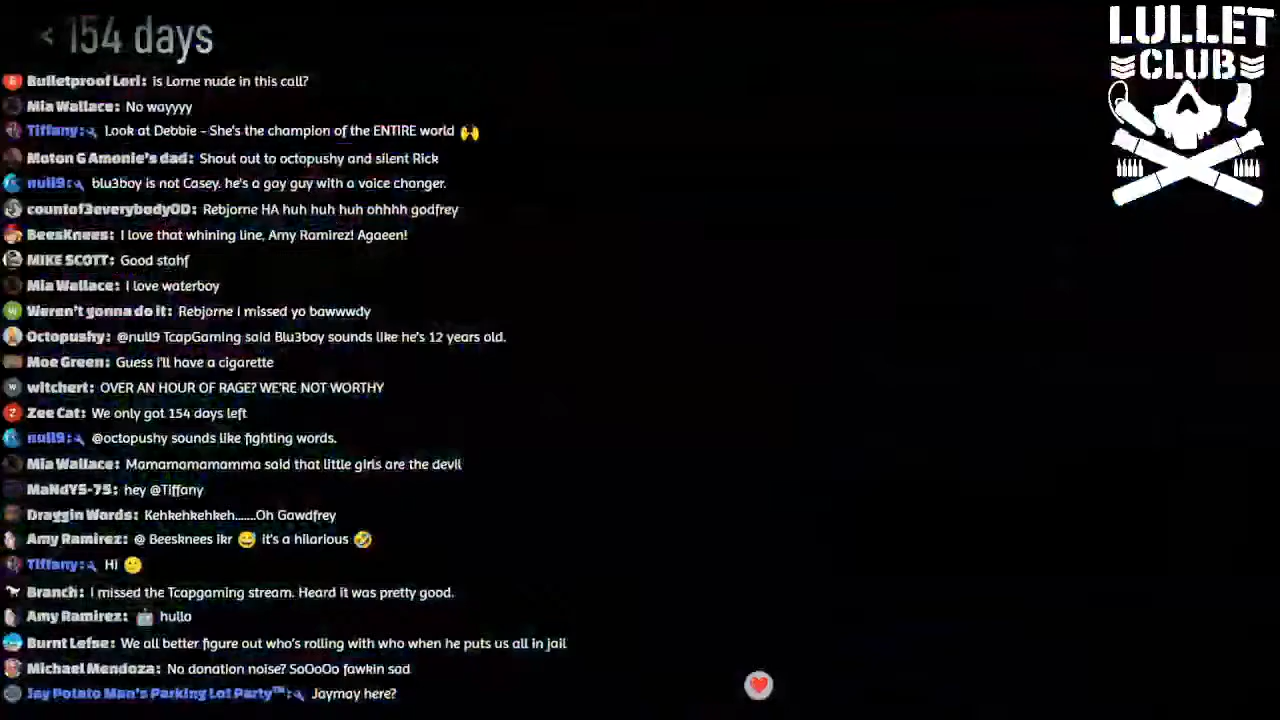 < 154 days
LULLET
CLUB
Bulletproof Lori: is Lorne nude in this call?
Mia Wallace: No wayyyy
Tiffany: Look at Debbie - She's the champion of the ENTIRE world 🙌
Moton G Amonie's dad: Shout out to octopushy and silent Rick
null9: blu3boy is not Casey. he's a gay guy with a voice changer.
countof3everybodyOD: Rebjorne HA huh huh huh ohhhh godfrey
BeesKnees: I love that whining line, Amy Ramirez! Agaeen!
MIKE SCOTT: Good stahf
Mia Wallace: I love waterboy
Weren't gonna do it: Rebjorne I missed yo bawwwdy
Octopushy: @null9 TcapGaming said Blu3boy sounds like he's 12 years old.
Moe Green: Guess i'll have a cigarette
witchert: OVER AN HOUR OF RAGE? WE'RE NOT WORTHY
Zee Cat: We only got 154 days left
null9: @octopushy sounds like fighting words.
Mia Wallace: Mamamamamamma said that little girls are the devil
MaNdYS-75: hey @Tiffany
Draggin Words: Kehkehkehkeh.......Oh Gawdfrey
Amy Ramirez: @ Beesknees ikr 😅 it's a hilarious 🤣
Tiffany: Hi 🙂
Branch: I missed the Tcapgaming stream. Heard it was pretty good.
Amy Ramirez: 🤖 hullo
Burnt Lefse: We all better figure out who's rolling with who when he puts us all in jail
Michael Mendoza: No donation noise? SoOoOo fawkin sad
Jay Potato Man's Parking Lot Party™: Jaymay here?